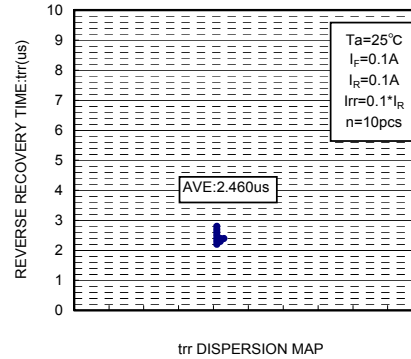 REVERSE RECOVERY TIME:trr(us)
10
9
8
7
6
5
4
3
2
1
0
Ta=25℃
IF=0.1A
IR=0.1A
Irr=0.1*IR
n=10pcs
AVE:2.460us
trr DISPERSION MAP